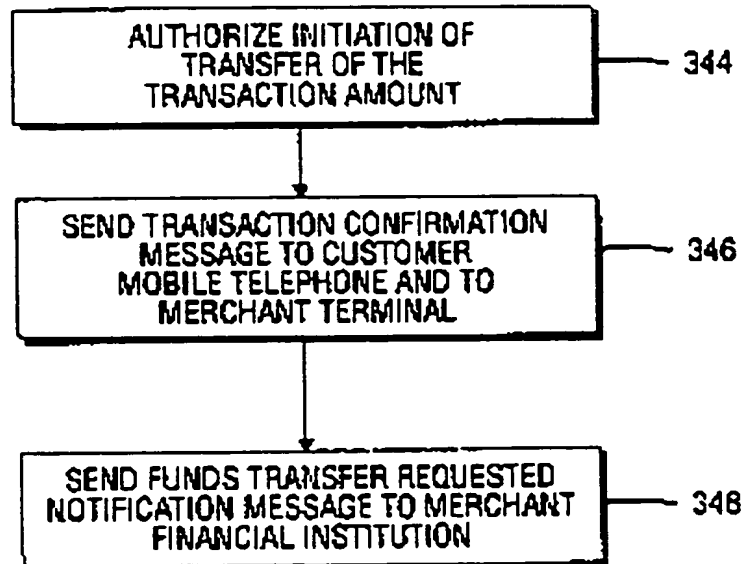 AUTHORIZE INITIATION OF
TRANSFER OF THE
TRANSACTION AMOUNT
344
SEND TRANSACTION CONFIRMATION
MESSAGE TO CUSTOMER
MOBILE TELEPHONE AND TO
MERCHANT TERMINAL
346
SEND FUNDS TRANSFER REQUESTED
NOTIFICATION MESSAGE TO MERCHANT
FINANCIAL INSTITUTION
348